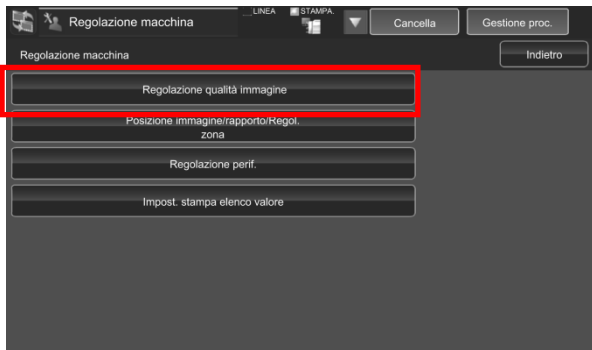 Regolazione macchina
LINEA
STAMPA.
Cancella
Gestione proc.
Regolazione macchina
Indietro
Regolazione qualità immagine
Posizione immagine/rapporto/Regol.
zona
Regolazione perif.
Impost. stampa elenco valore